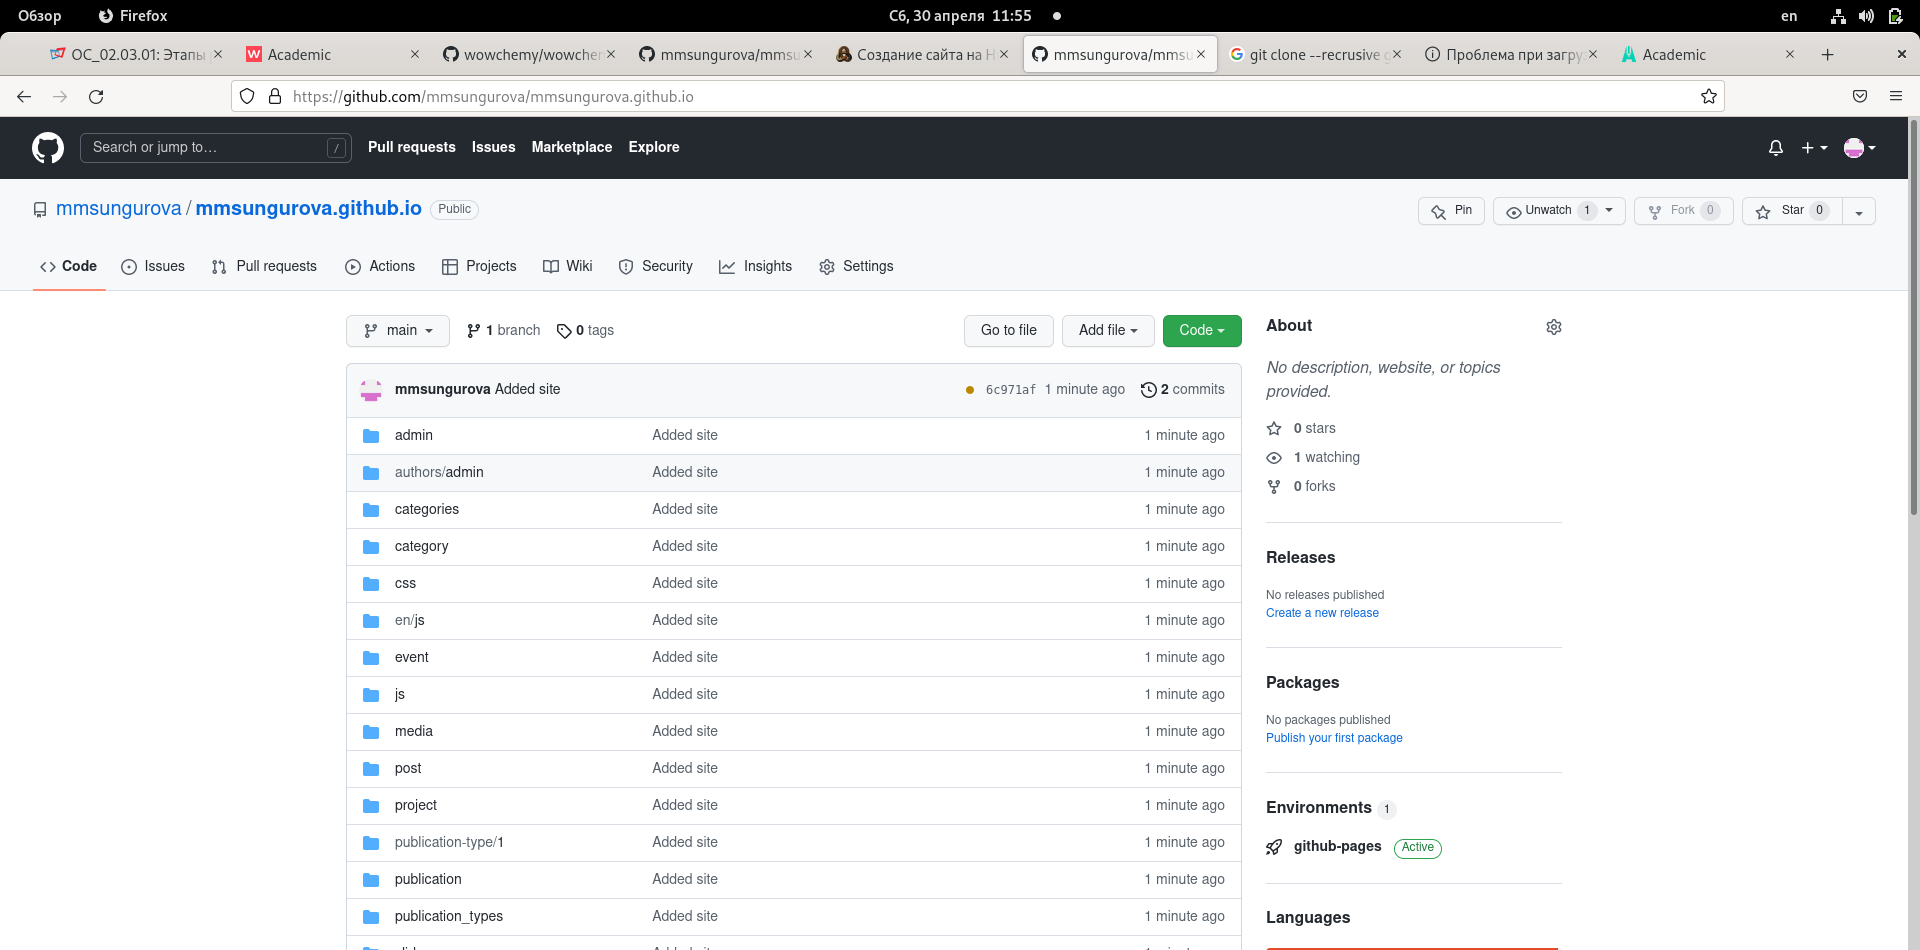 Обзор Firefox Сб, 30 апреля 11:55 en
ОС_02.03.01: Этапы Academic wowchemy/wowche mmsungurova/mmsu Создание сайта на H mmsungurova/mmsu git clone --recrusive g Проблема при загру Academic
https://github.com/mmsungurova/mmsungurova.github.io
Search or jump to… / Pull requests Issues Marketplace Explore
mmsungurova / mmsungurova.github.io Public Pin Unwatch 1 Fork 0 Star 0
Code Issues Pull requests Actions Projects Wiki Security Insights Settings
main 1 branch 0 tags Go to file Add file Code
mmsungurova Added site 6c971af 1 minute ago 2 commits
admin Added site 1 minute ago
authors/admin Added site 1 minute ago
categories Added site 1 minute ago
category Added site 1 minute ago
css Added site 1 minute ago
en/js Added site 1 minute ago
event Added site 1 minute ago
js Added site 1 minute ago
media Added site 1 minute ago
post Added site 1 minute ago
project Added site 1 minute ago
publication-type/1 Added site 1 minute ago
publication Added site 1 minute ago
publication_types Added site 1 minute ago
About
No description, website, or topics
provided.
0 stars
1 watching
0 forks
Releases
No releases published
Create a new release
Packages
No packages published
Publish your first package
Environments 1
github-pages Active
Languages